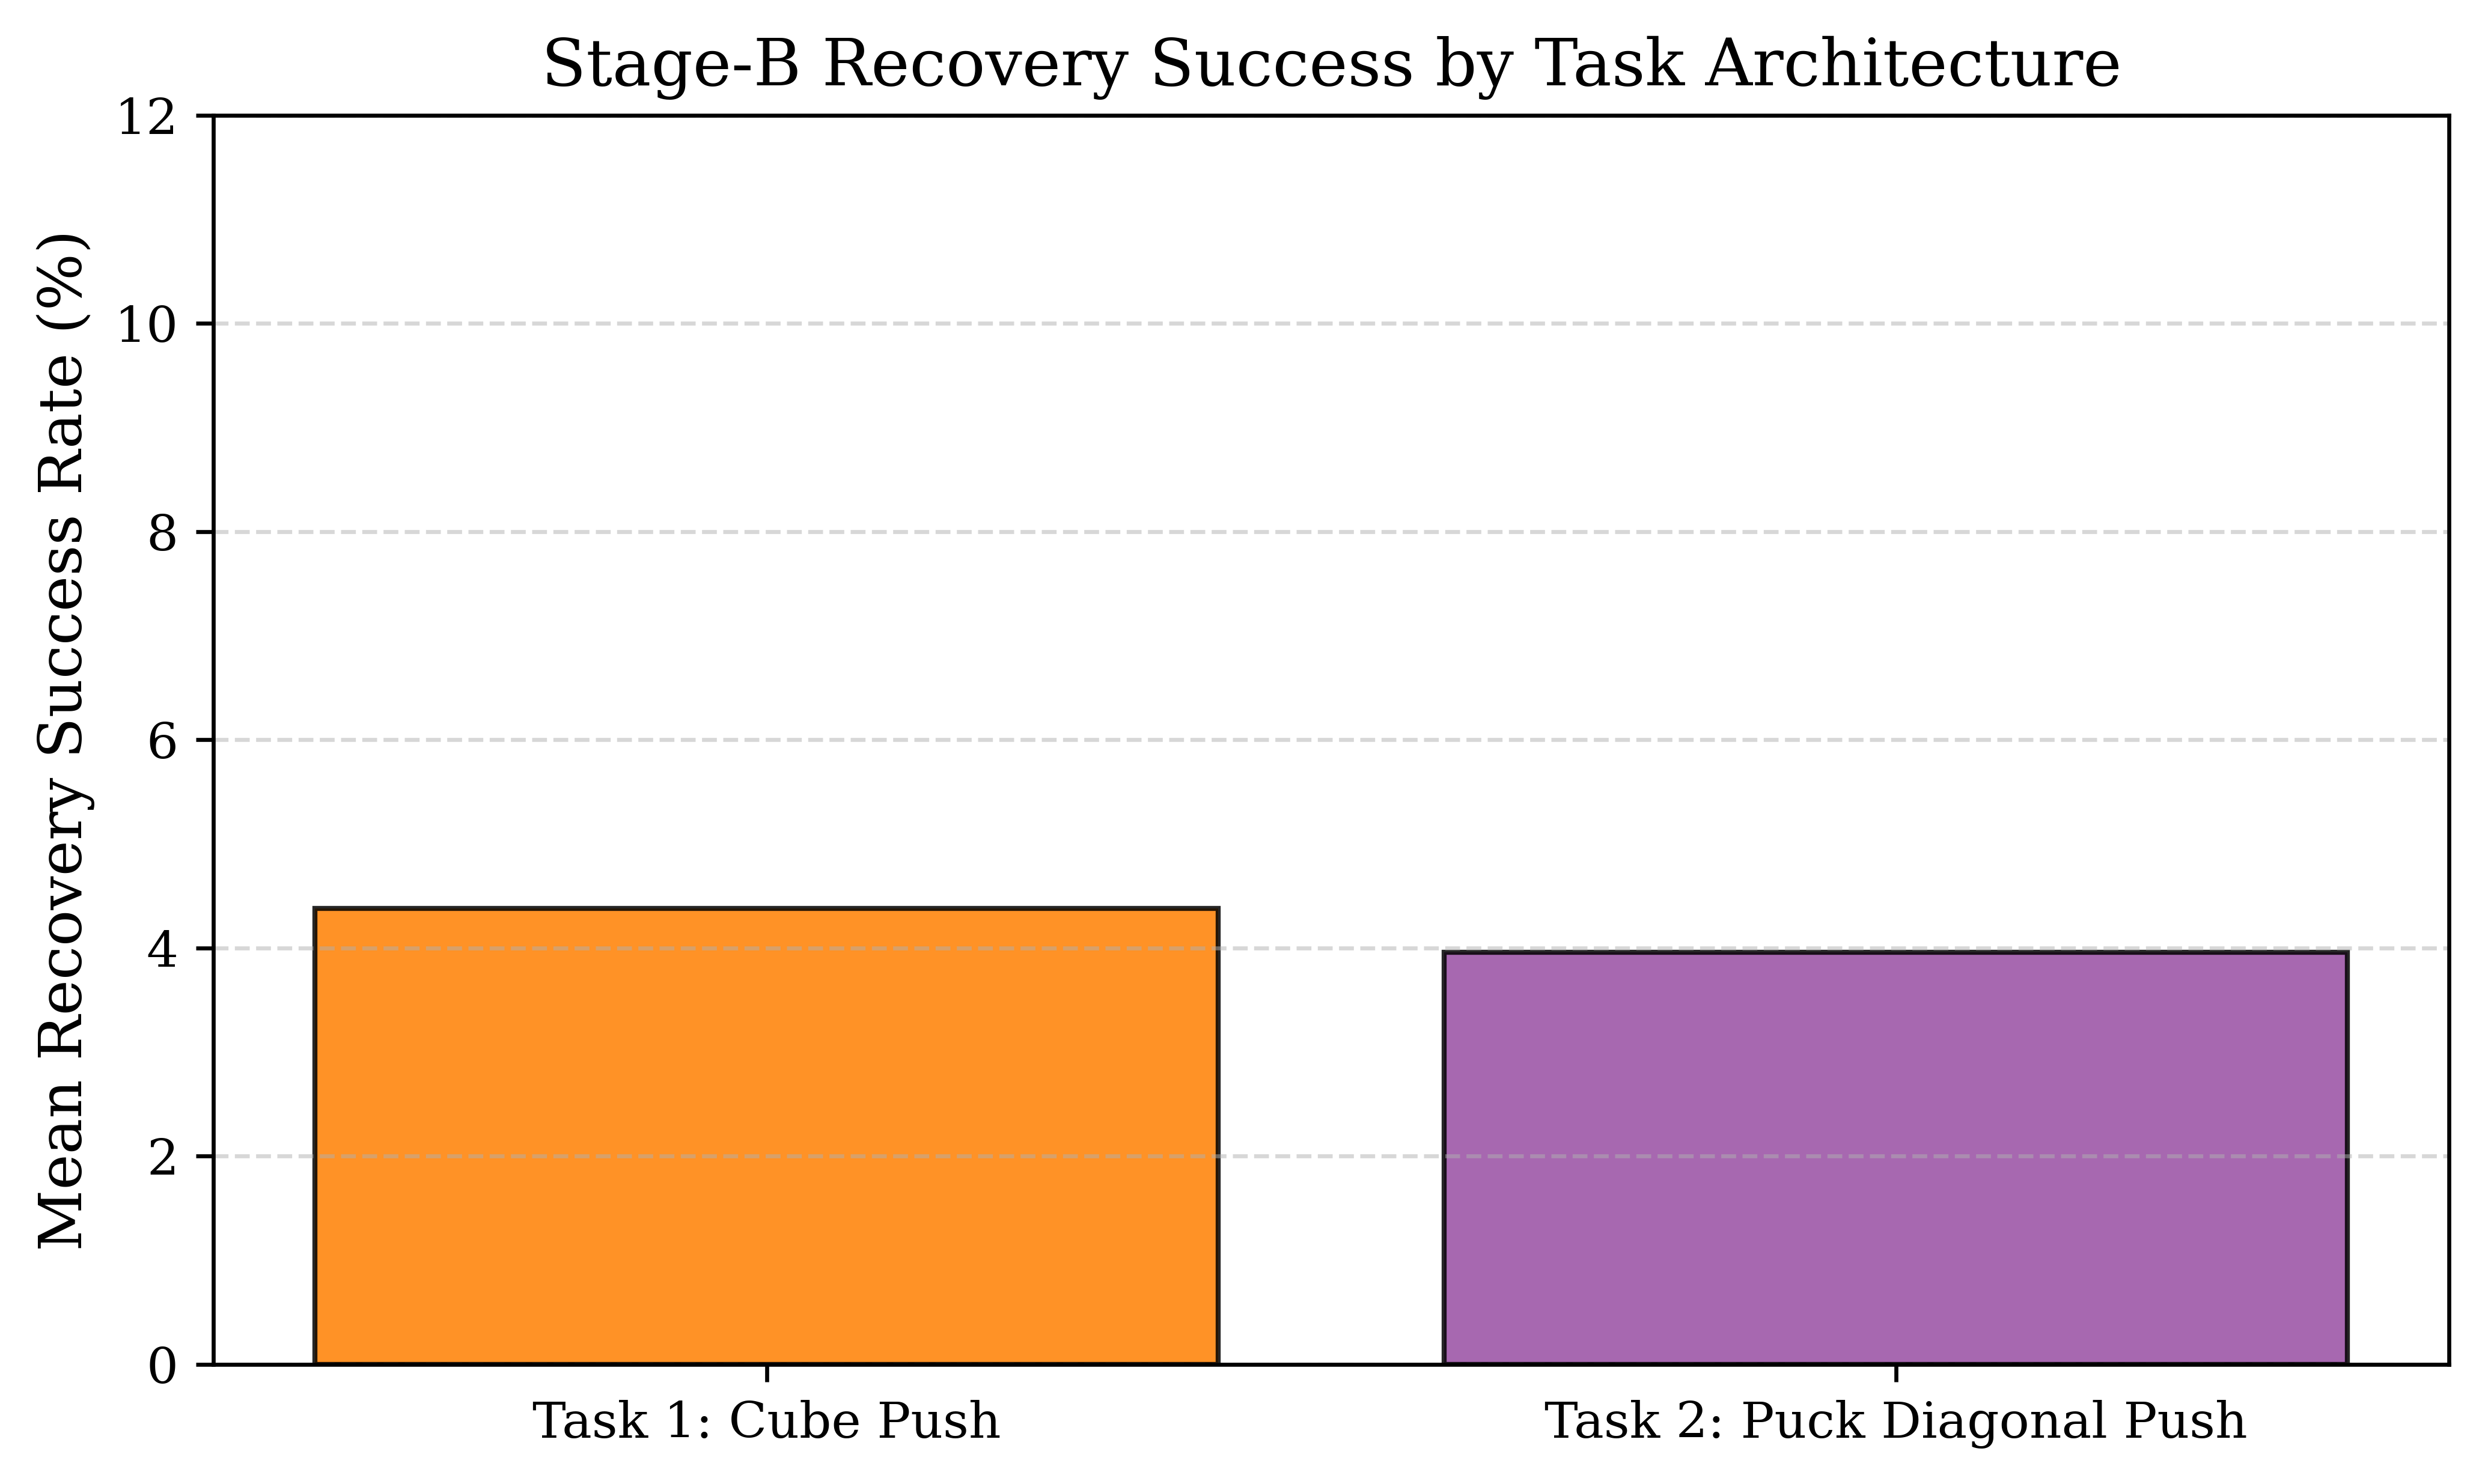 Stage-B Recovery Success by Task Architecture
Mean Recovery Success Rate (%)
12
10
8
6
4
2
0
Task 1: Cube Push
Task 2: Puck Diagonal Push